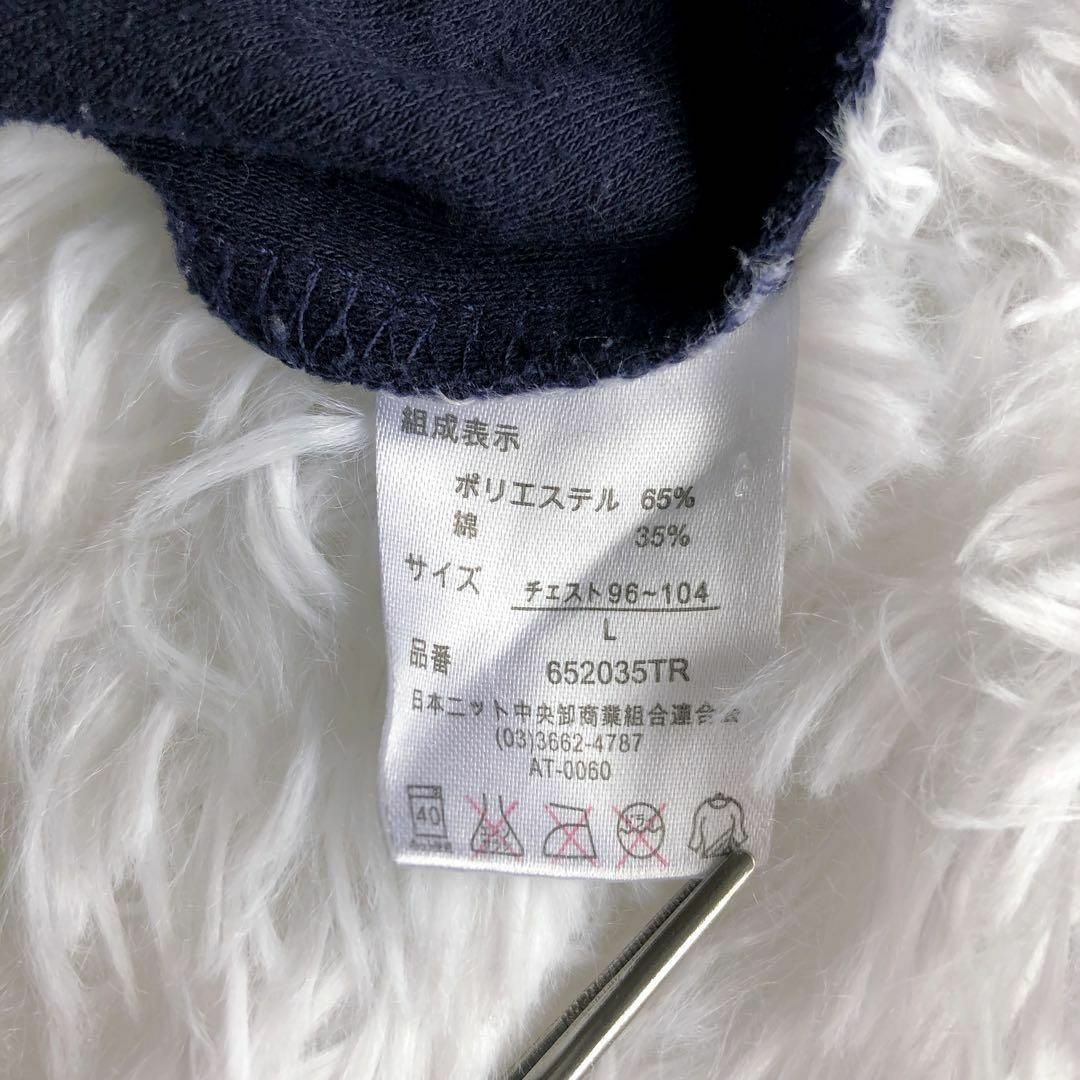 組成表示
ポリエステル 65%
綿 35%
サイズ チェスト96~104
L
品番 652035TR
日本ニット中央卸商業組合連合会
(03)3662-4787
AT-0060
40